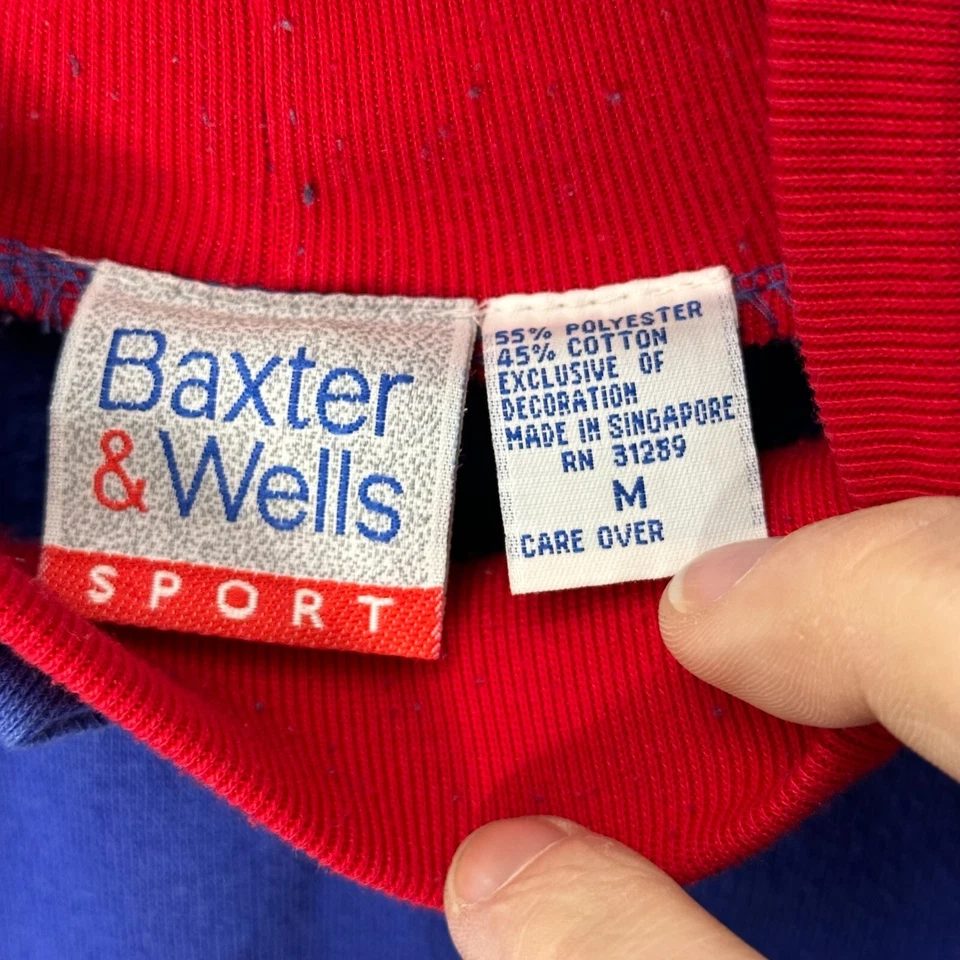 Baxter
& Wells
SPORT
55% POLYESTER
45% COTTON
EXCLUSIVE OF
DECORATION
MADE IN SINGAPORE
RN 31289
M
CARE OVER